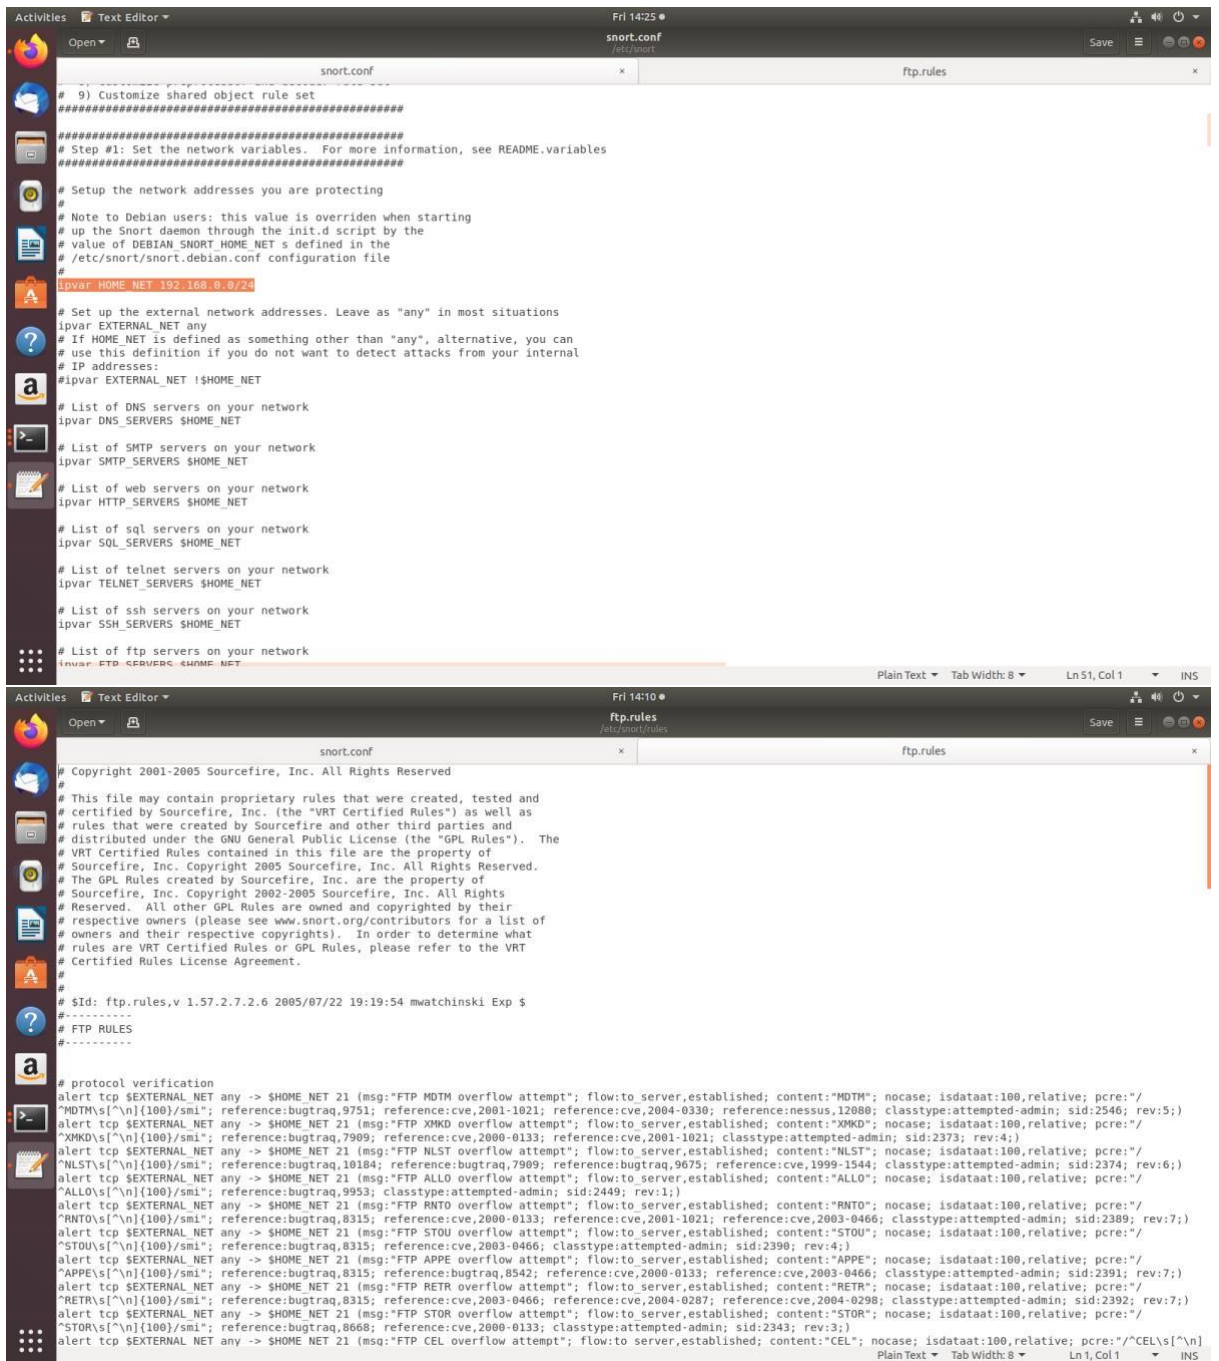 Activities Text Editor Fri 14:25
Open snort.conf Save
/etc/snort
snort.conf × ftp.rules ×
# 9) Customize shared object rule set
###################################################
###################################################
# Step #1: Set the network variables. For more information, see README.variables
###################################################
# Setup the network addresses you are protecting
#
# Note to Debian users: this value is overriden when starting
# up the Snort daemon through the init.d script by the
# value of DEBIAN_SNORT_HOME_NET s defined in the
# /etc/snort/snort.debian.conf configuration file
#
ipvar HOME_NET 192.168.0.0/24
# Set up the external network addresses. Leave as "any" in most situations
ipvar EXTERNAL_NET any
# If HOME_NET is defined as something other than "any", alternative, you can
# use this definition if you do not want to detect attacks from your internal
# IP addresses:
#ipvar EXTERNAL_NET !$HOME_NET
# List of DNS servers on your network
ipvar DNS_SERVERS $HOME_NET
# List of SMTP servers on your network
ipvar SMTP_SERVERS $HOME_NET
# List of web servers on your network
ipvar HTTP_SERVERS $HOME_NET
# List of sql servers on your network
ipvar SQL_SERVERS $HOME_NET
# List of telnet servers on your network
ipvar TELNET_SERVERS $HOME_NET
# List of ssh servers on your network
ipvar SSH_SERVERS $HOME_NET
# List of ftp servers on your network
ipvar FTP_SERVERS $HOME_NET
Plain Text Tab Width: 8 Ln 51, Col 1 INS
Activities Text Editor Fri 14:10
Open ftp.rules Save
/etc/snort/rules
snort.conf × ftp.rules ×
# Copyright 2001-2005 Sourcefire, Inc. All Rights Reserved
#
# This file may contain proprietary rules that were created, tested and
# certified by Sourcefire, Inc. (the "VRT Certified Rules") as well as
# rules that were created by Sourcefire and other third parties and
# distributed under the GNU General Public License (the "GPL Rules"). The
# VRT Certified Rules contained in this file are the property of
# Sourcefire, Inc. Copyright 2005 Sourcefire, Inc. All Rights Reserved.
# The GPL Rules created by Sourcefire, Inc. are the property of
# Sourcefire, Inc. Copyright 2002-2005 Sourcefire, Inc. All Rights
# Reserved. All other GPL Rules are owned and copyrighted by their
# respective owners (please see www.snort.org/contributors for a list of
# owners and their respective copyrights). In order to determine what
# rules are VRT Certified Rules or GPL Rules, please refer to the VRT
# Certified Rules License Agreement.
#
#
# $Id: ftp.rules,v 1.57.2.7.2.6 2005/07/22 19:19:54 mwatchinski Exp $
#----------
# FTP RULES
#----------
# protocol verification
alert tcp $EXTERNAL_NET any -> $HOME_NET 21 (msg:"FTP MDTM overflow attempt"; flow:to_server,established; content:"MDTM"; nocase; isdataat:100,relative; pcre:"/
^MDTM\s[^\n]{100}/smi"; reference:bugtraq,9751; reference:cve,2001-1021; reference:cve,2004-0330; reference:nessus,12080; classtype:attempted-admin; sid:2546; rev:5;)
alert tcp $EXTERNAL_NET any -> $HOME_NET 21 (msg:"FTP XMKD overflow attempt"; flow:to_server,established; content:"XMKD"; nocase; isdataat:100,relative; pcre:"/
^XMKD\s[^\n]{100}/smi"; reference:bugtraq,7909; reference:cve,2000-0133; reference:cve,2001-1021; classtype:attempted-admin; sid:2373; rev:4;)
alert tcp $EXTERNAL_NET any -> $HOME_NET 21 (msg:"FTP NLST overflow attempt"; flow:to_server,established; content:"NLST"; nocase; isdataat:100,relative; pcre:"/
^NLST\s[^\n]{100}/smi"; reference:bugtraq,10184; reference:bugtraq,7909; reference:bugtraq,9675; reference:cve,1999-1544; classtype:attempted-admin; sid:2374; rev:6;)
alert tcp $EXTERNAL_NET any -> $HOME_NET 21 (msg:"FTP ALLO overflow attempt"; flow:to_server,established; content:"ALLO"; nocase; isdataat:100,relative; pcre:"/
^ALLO\s[^\n]{100}/smi"; reference:bugtraq,9953; classtype:attempted-admin; sid:2449; rev:1;)
alert tcp $EXTERNAL_NET any -> $HOME_NET 21 (msg:"FTP RNTO overflow attempt"; flow:to_server,established; content:"RNTO"; nocase; isdataat:100,relative; pcre:"/
^RNTO\s[^\n]{100}/smi"; reference:bugtraq,8315; reference:cve,2000-0133; reference:cve,2001-1021; reference:cve,2003-0466; classtype:attempted-admin; sid:2389; rev:7;)
alert tcp $EXTERNAL_NET any -> $HOME_NET 21 (msg:"FTP STOU overflow attempt"; flow:to_server,established; content:"STOU"; nocase; isdataat:100,relative; pcre:"/
^STOU\s[^\n]{100}/smi"; reference:bugtraq,8315; reference:cve,2003-0466; classtype:attempted-admin; sid:2390; rev:4;)
alert tcp $EXTERNAL_NET any -> $HOME_NET 21 (msg:"FTP APPE overflow attempt"; flow:to_server,established; content:"APPE"; nocase; isdataat:100,relative; pcre:"/
^APPE\s[^\n]{100}/smi"; reference:bugtraq,8315; reference:bugtraq,8542; reference:cve,2000-0133; reference:cve,2003-0466; classtype:attempted-admin; sid:2391; rev:7;)
alert tcp $EXTERNAL_NET any -> $HOME_NET 21 (msg:"FTP RETR overflow attempt"; flow:to_server,established; content:"RETR"; nocase; isdataat:100,relative; pcre:"/
^RETR\s[^\n]{100}/smi"; reference:bugtraq,8315; reference:cve,2003-0466; reference:cve,2004-0287; reference:cve,2004-0298; classtype:attempted-admin; sid:2392; rev:7;)
alert tcp $EXTERNAL_NET any -> $HOME_NET 21 (msg:"FTP STOR overflow attempt"; flow:to_server,established; content:"STOR"; nocase; isdataat:100,relative; pcre:"/
^STOR\s[^\n]{100}/smi"; reference:bugtraq,8668; reference:cve,2000-0133; classtype:attempted-admin; sid:2343; rev:3;)
alert tcp $EXTERNAL_NET any -> $HOME_NET 21 (msg:"FTP CEL overflow attempt"; flow:to_server,established; content:"CEL"; nocase; isdataat:100,relative; pcre:"/^CEL\s[^\n]
Plain Text Tab Width: 8 Ln 1, Col 1 INS